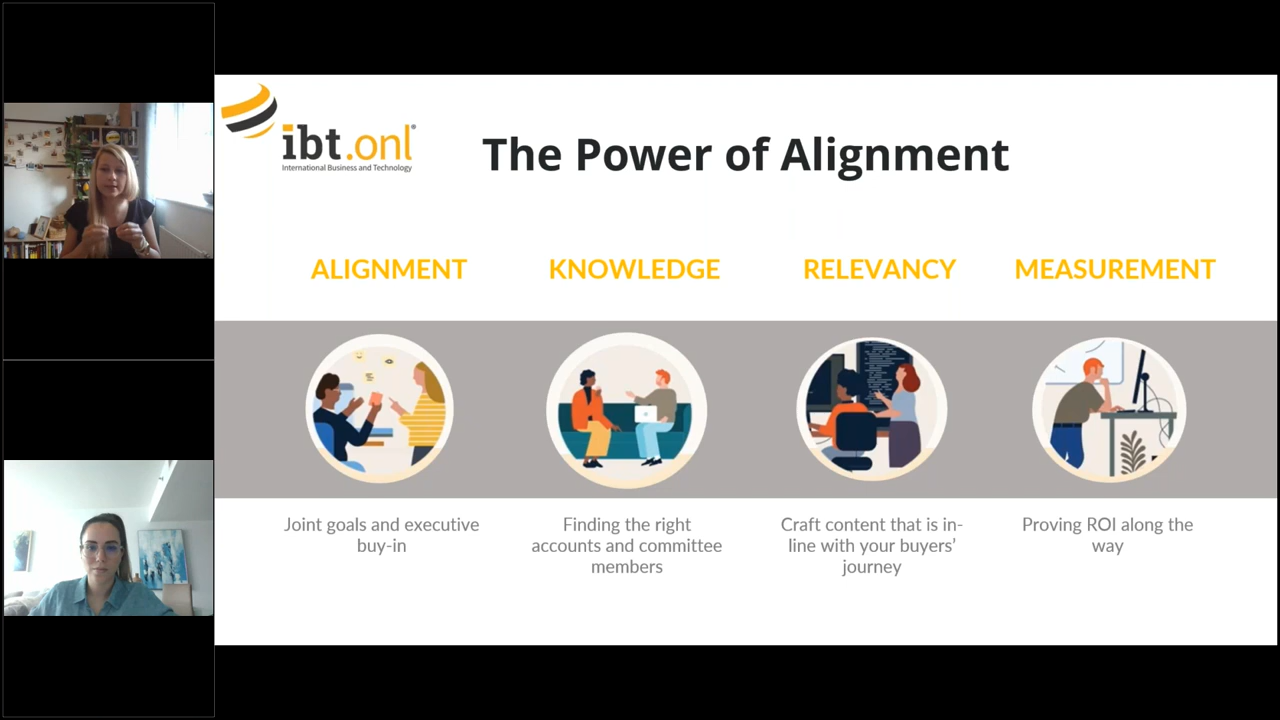 ibt.onl®
International Business and Technology
The Power of Alignment
ALIGNMENT
KNOWLEDGE
RELEVANCY
MEASUREMENT
Joint goals and executive
buy-in
Finding the right
accounts and committee
members
Craft content that is in-
line with your buyers’
journey
Proving ROI along the
way